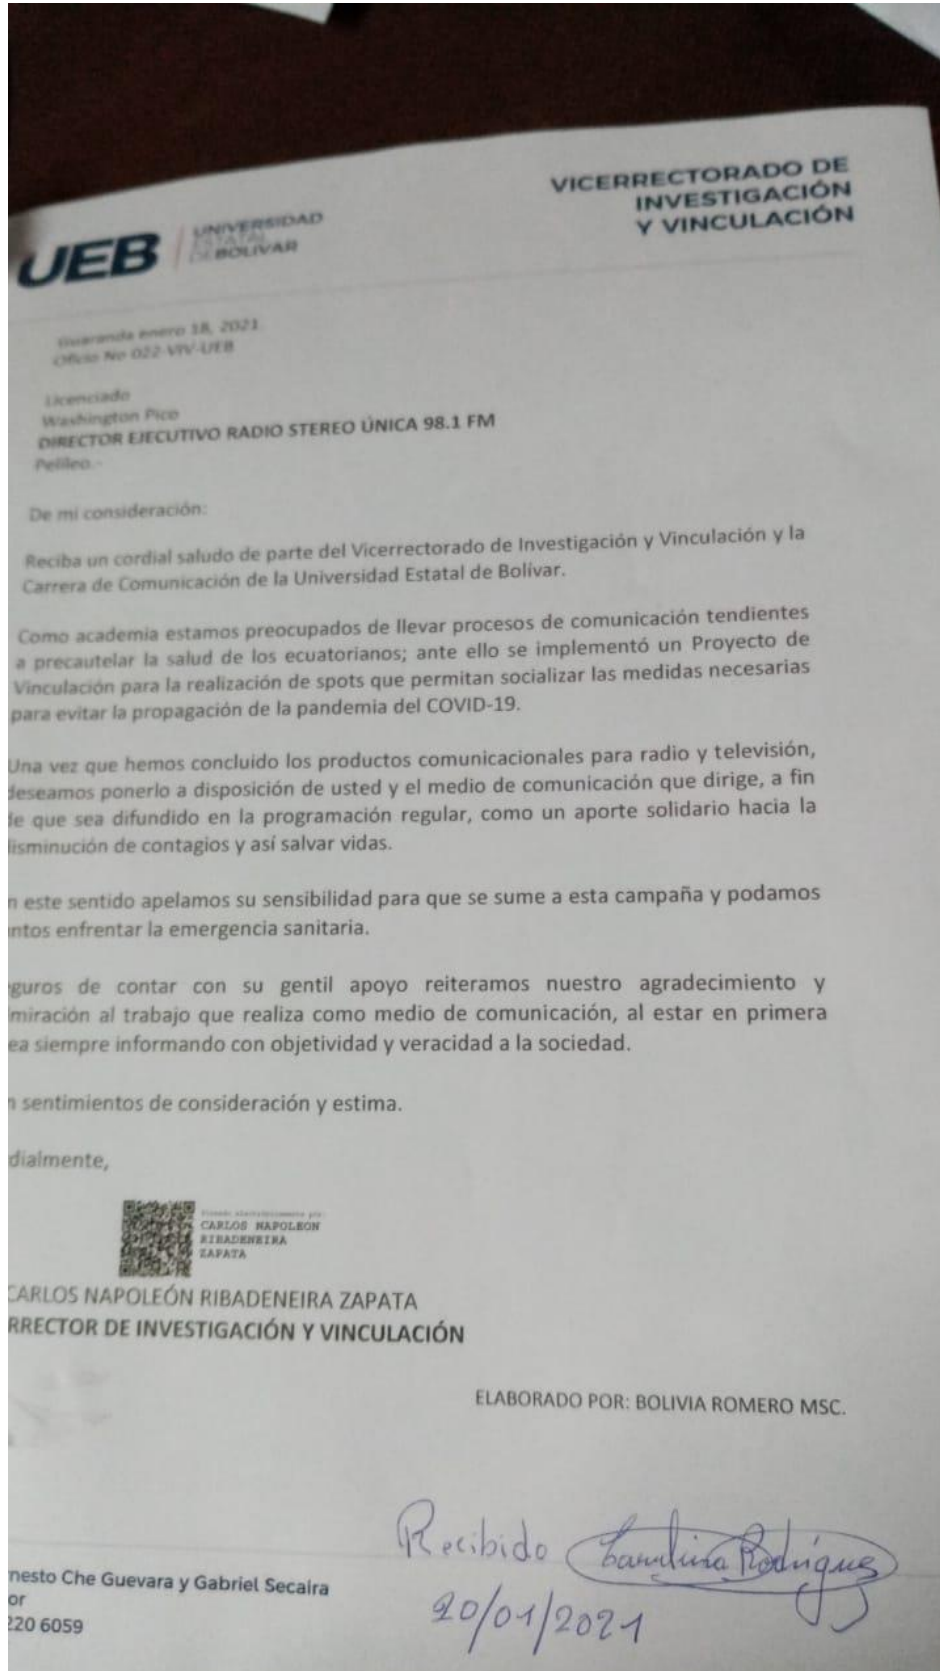 VICERRECTORADO DE
INVESTIGACIÓN
Y VINCULACIÓN
UEB
UNIVERSIDAD
ESTATAL
DE BOLÍVAR
Guaranda enero 18, 2021.
Oficio No 022-VIV-UEB
Licenciado
Washington Pico
DIRECTOR EJECUTIVO RADIO STEREO ÚNICA 98.1 FM
Pelileo.-
De mi consideración:
Reciba un cordial saludo de parte del Vicerrectorado de Investigación y Vinculación y la
Carrera de Comunicación de la Universidad Estatal de Bolívar.
Como academia estamos preocupados de llevar procesos de comunicación tendientes
a precautelar la salud de los ecuatorianos; ante ello se implementó un Proyecto de
Vinculación para la realización de spots que permitan socializar las medidas necesarias
para evitar la propagación de la pandemia del COVID-19.
Una vez que hemos concluido los productos comunicacionales para radio y televisión,
deseamos ponerlo a disposición de usted y el medio de comunicación que dirige, a fin
de que sea difundido en la programación regular, como un aporte solidario hacia la
disminución de contagios y así salvar vidas.
n este sentido apelamos su sensibilidad para que se sume a esta campaña y podamos
ntos enfrentar la emergencia sanitaria.
guros de contar con su gentil apoyo reiteramos nuestro agradecimiento y
miración al trabajo que realiza como medio de comunicación, al estar en primera
ea siempre informando con objetividad y veracidad a la sociedad.
n sentimientos de consideración y estima.
dialmente,
Firmado electrónicamente por:
CARLOS NAPOLEON
RIBADENEIRA
ZAPATA
CARLOS NAPOLEÓN RIBADENEIRA ZAPATA
RRECTOR DE INVESTIGACIÓN Y VINCULACIÓN
ELABORADO POR: BOLIVIA ROMERO MSC.
Recibido Carolina Rodríguez
20/01/2021
nesto Che Guevara y Gabriel Secaira
or
220 6059